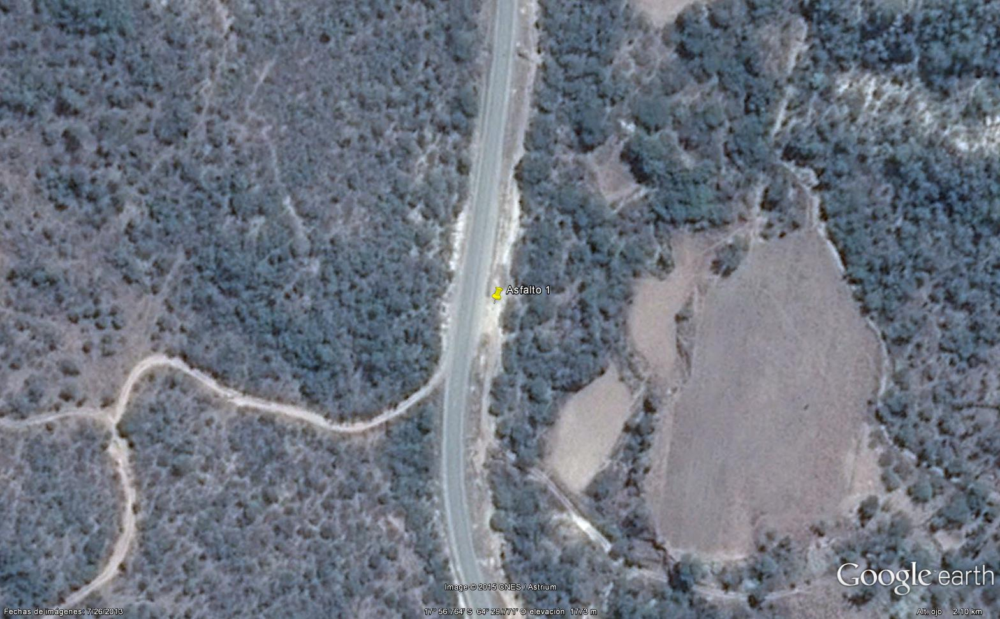 Asfalto 1
Google earth
Image © 2015 CNES / Astrium
Fechas de imágenes: 7/26/2013
17° 56.764' S  64° 29.771' O elevación  1773 m
Alt. ojo  2.10 km